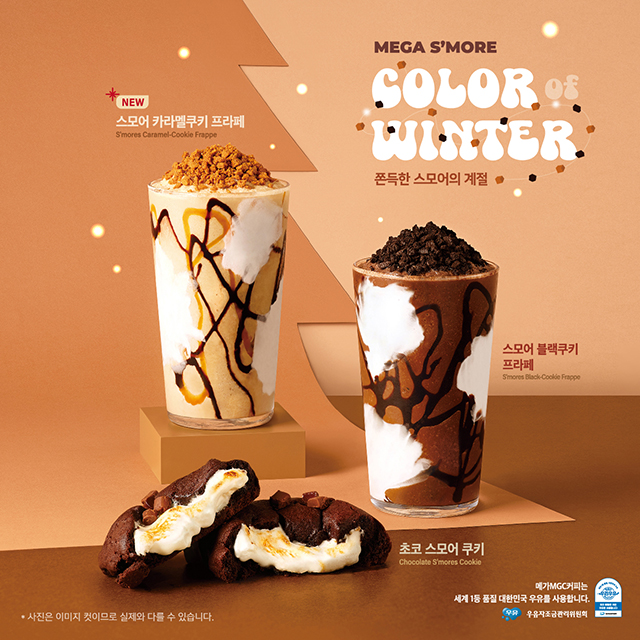 MEGA S'MORE
COLOR of
WINTER
쫀득한 스모어의 계절
NEW
스모어 카라멜쿠키 프라페
S'mores Caramel-Cookie Frappe
스모어 블랙쿠키
프라페
S'mores Black-Cookie Frappe
초코 스모어 쿠키
Chocolate S'mores Cookie
메가MGC커피는
세계 1등 품질 대한민국 우유를 사용합니다.
우유 우유자조금관리위원회
* 사진은 이미지 컷이므로 실제와 다를 수 있습니다.